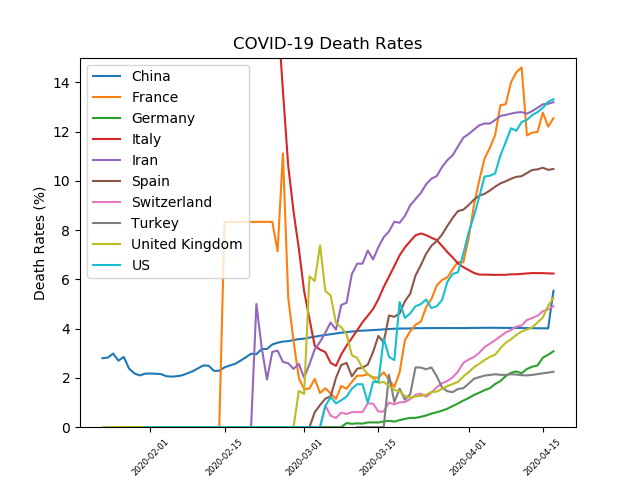 COVID-19 Death Rates
Death Rates (%)
14
12
10
8
6
4
2
0
China
France
Germany
Italy
Iran
Spain
Switzerland
Turkey
United Kingdom
US
2020-02-01
2020-02-15
2020-03-01
2020-03-15
2020-04-01
2020-04-15